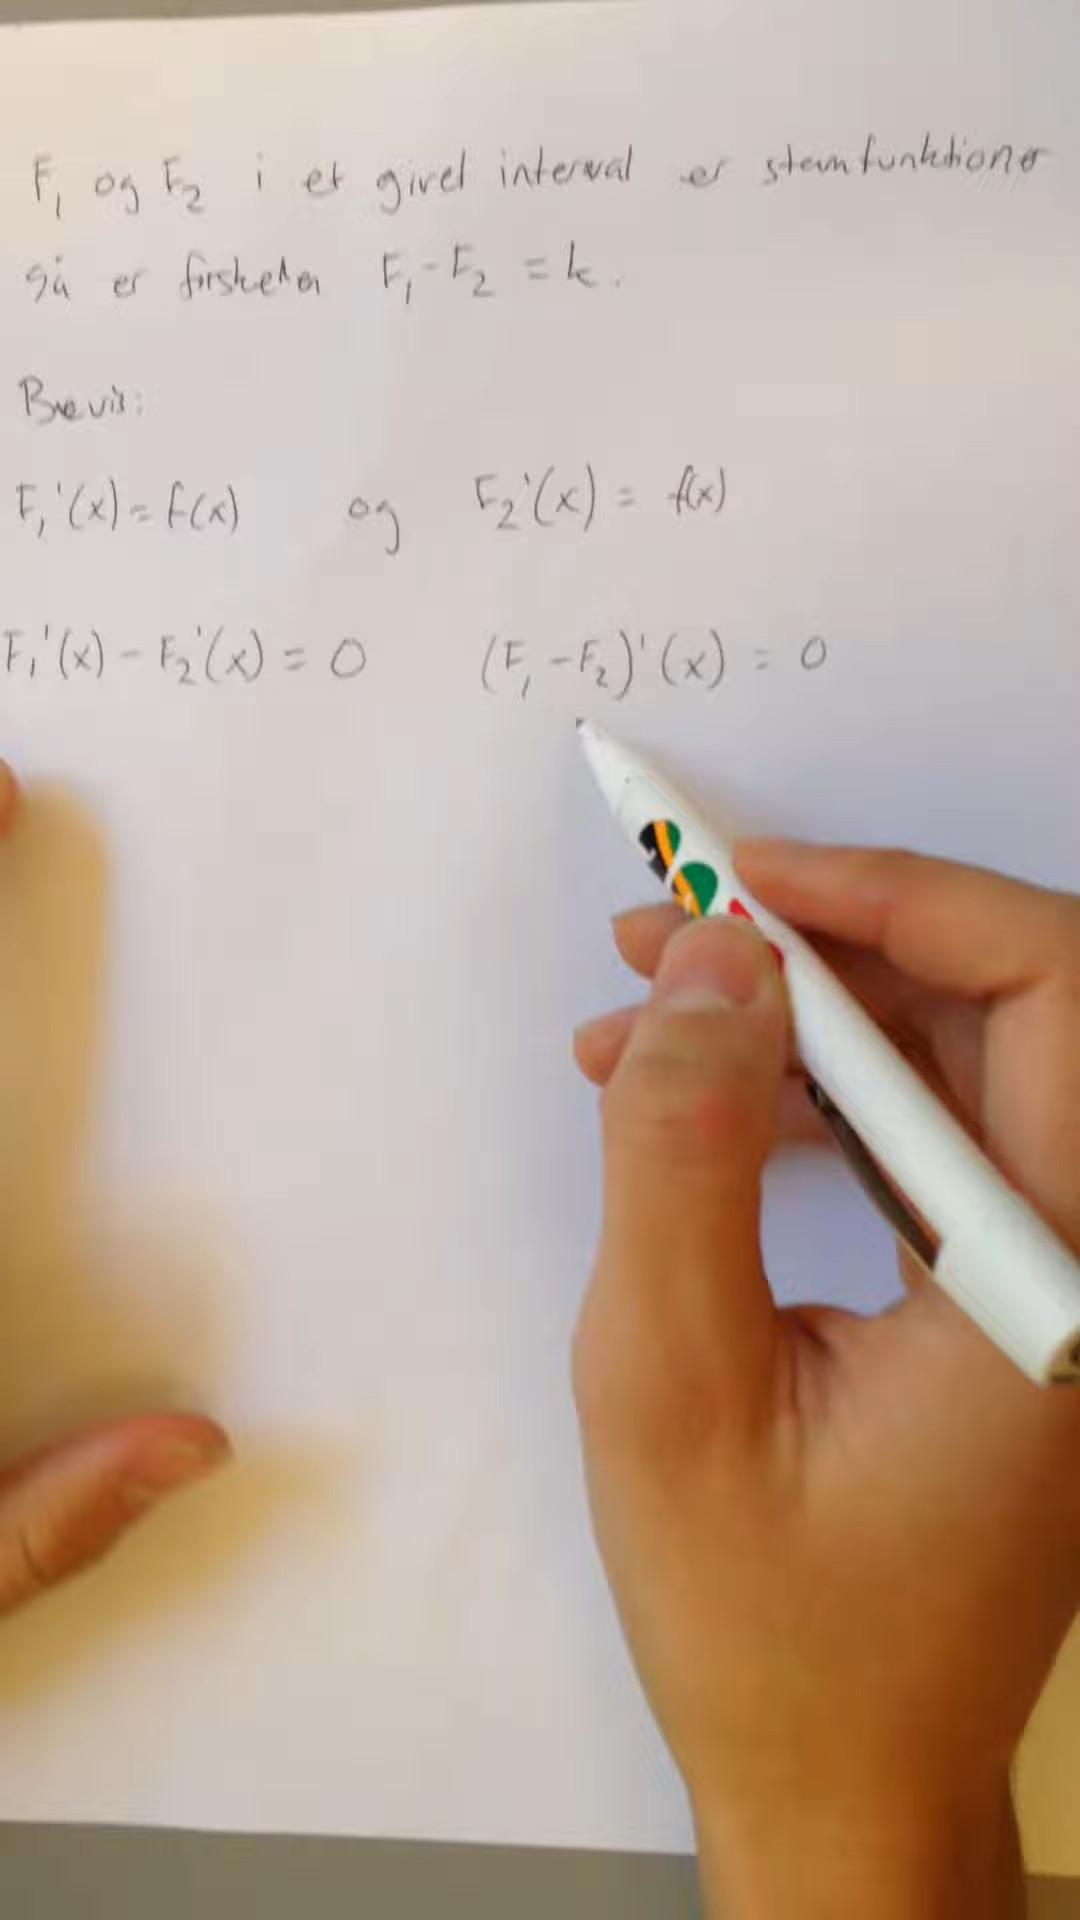 F₁ og F₂ i et givet interval er stamfunktioner
så er forskellen F₁ - F₂ = k.
Bevis:
F₁'(x) = f(x) og F₂'(x) = f(x)
F₁'(x) - F₂'(x) = 0 (F₁ - F₂)'(x) = 0